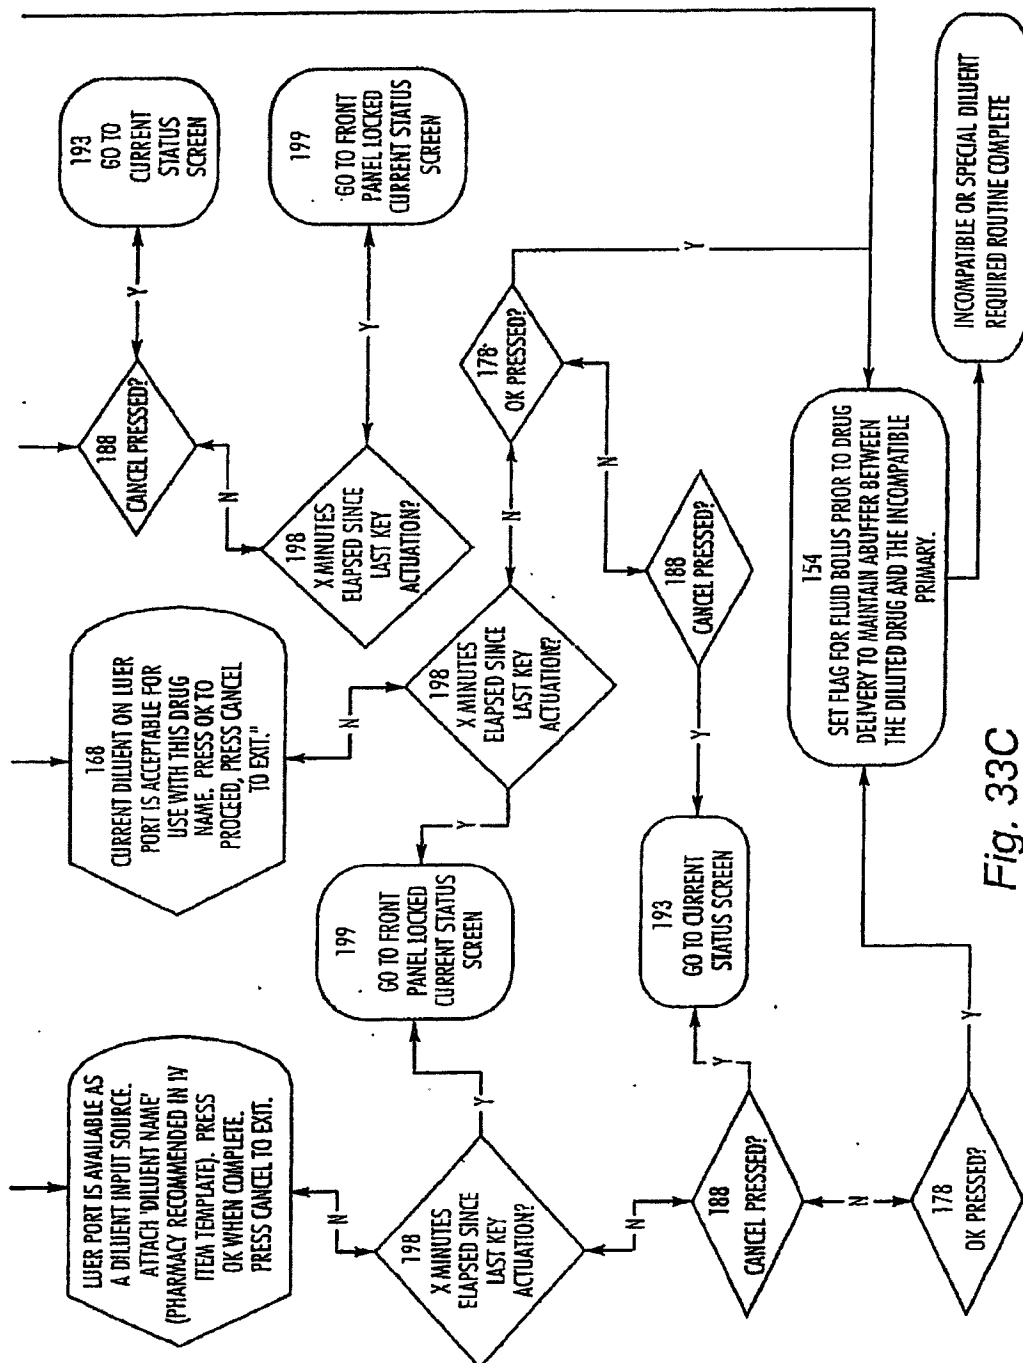 LUER PORT IS AVAILABLE AS
A DILUENT INPUT SOURCE.
ATTACH 'DILUENT NAME'
(PHARMACY RECOMMENDED IN IV
ITEM TEMPLATE). PRESS
OK WHEN COMPLETE.
PRESS CANCEL TO EXIT.
168
CURRENT DILUENT ON LUER
PORT IS ACCEPTABLE FOR
USE WITH THIS DRUG
NAME. PRESS OK TO
PROCEED, PRESS CANCEL
TO EXIT."
188
CANCEL PRESSED?
Y
193
GO TO
CURRENT
STATUS
SCREEN
N
198
X MINUTES
ELAPSED SINCE
LAST KEY
ACTUATION?
Y
199
GO TO FRONT
PANEL LOCKED
CURRENT STATUS
SCREEN
N
198
X MINUTES
ELAPSED SINCE
LAST KEY
ACTUATION?
Y
199
GO TO FRONT
PANEL LOCKED
CURRENT STATUS
SCREEN
Y
N
198
X MINUTES
ELAPSED SINCE
LAST KEY
ACTUATION?
N
178
OK PRESSED?
Y
N
188
CANCEL PRESSED?
Y
193
GO TO CURRENT
STATUS SCREEN
Y
N
188
CANCEL PRESSED?
N
178
OK PRESSED?
Y
154
SET FLAG FOR FLUID BOLUS PRIOR TO DRUG
DELIVERY TO MAINTAIN ABUFFER BETWEEN
THE DILUTED DRUG AND THE INCOMPATIBLE
PRIMARY.
INCOMPATIBLE OR SPECIAL DILUENT
REQUIRED ROUTINE COMPLETE
Fig. 33C